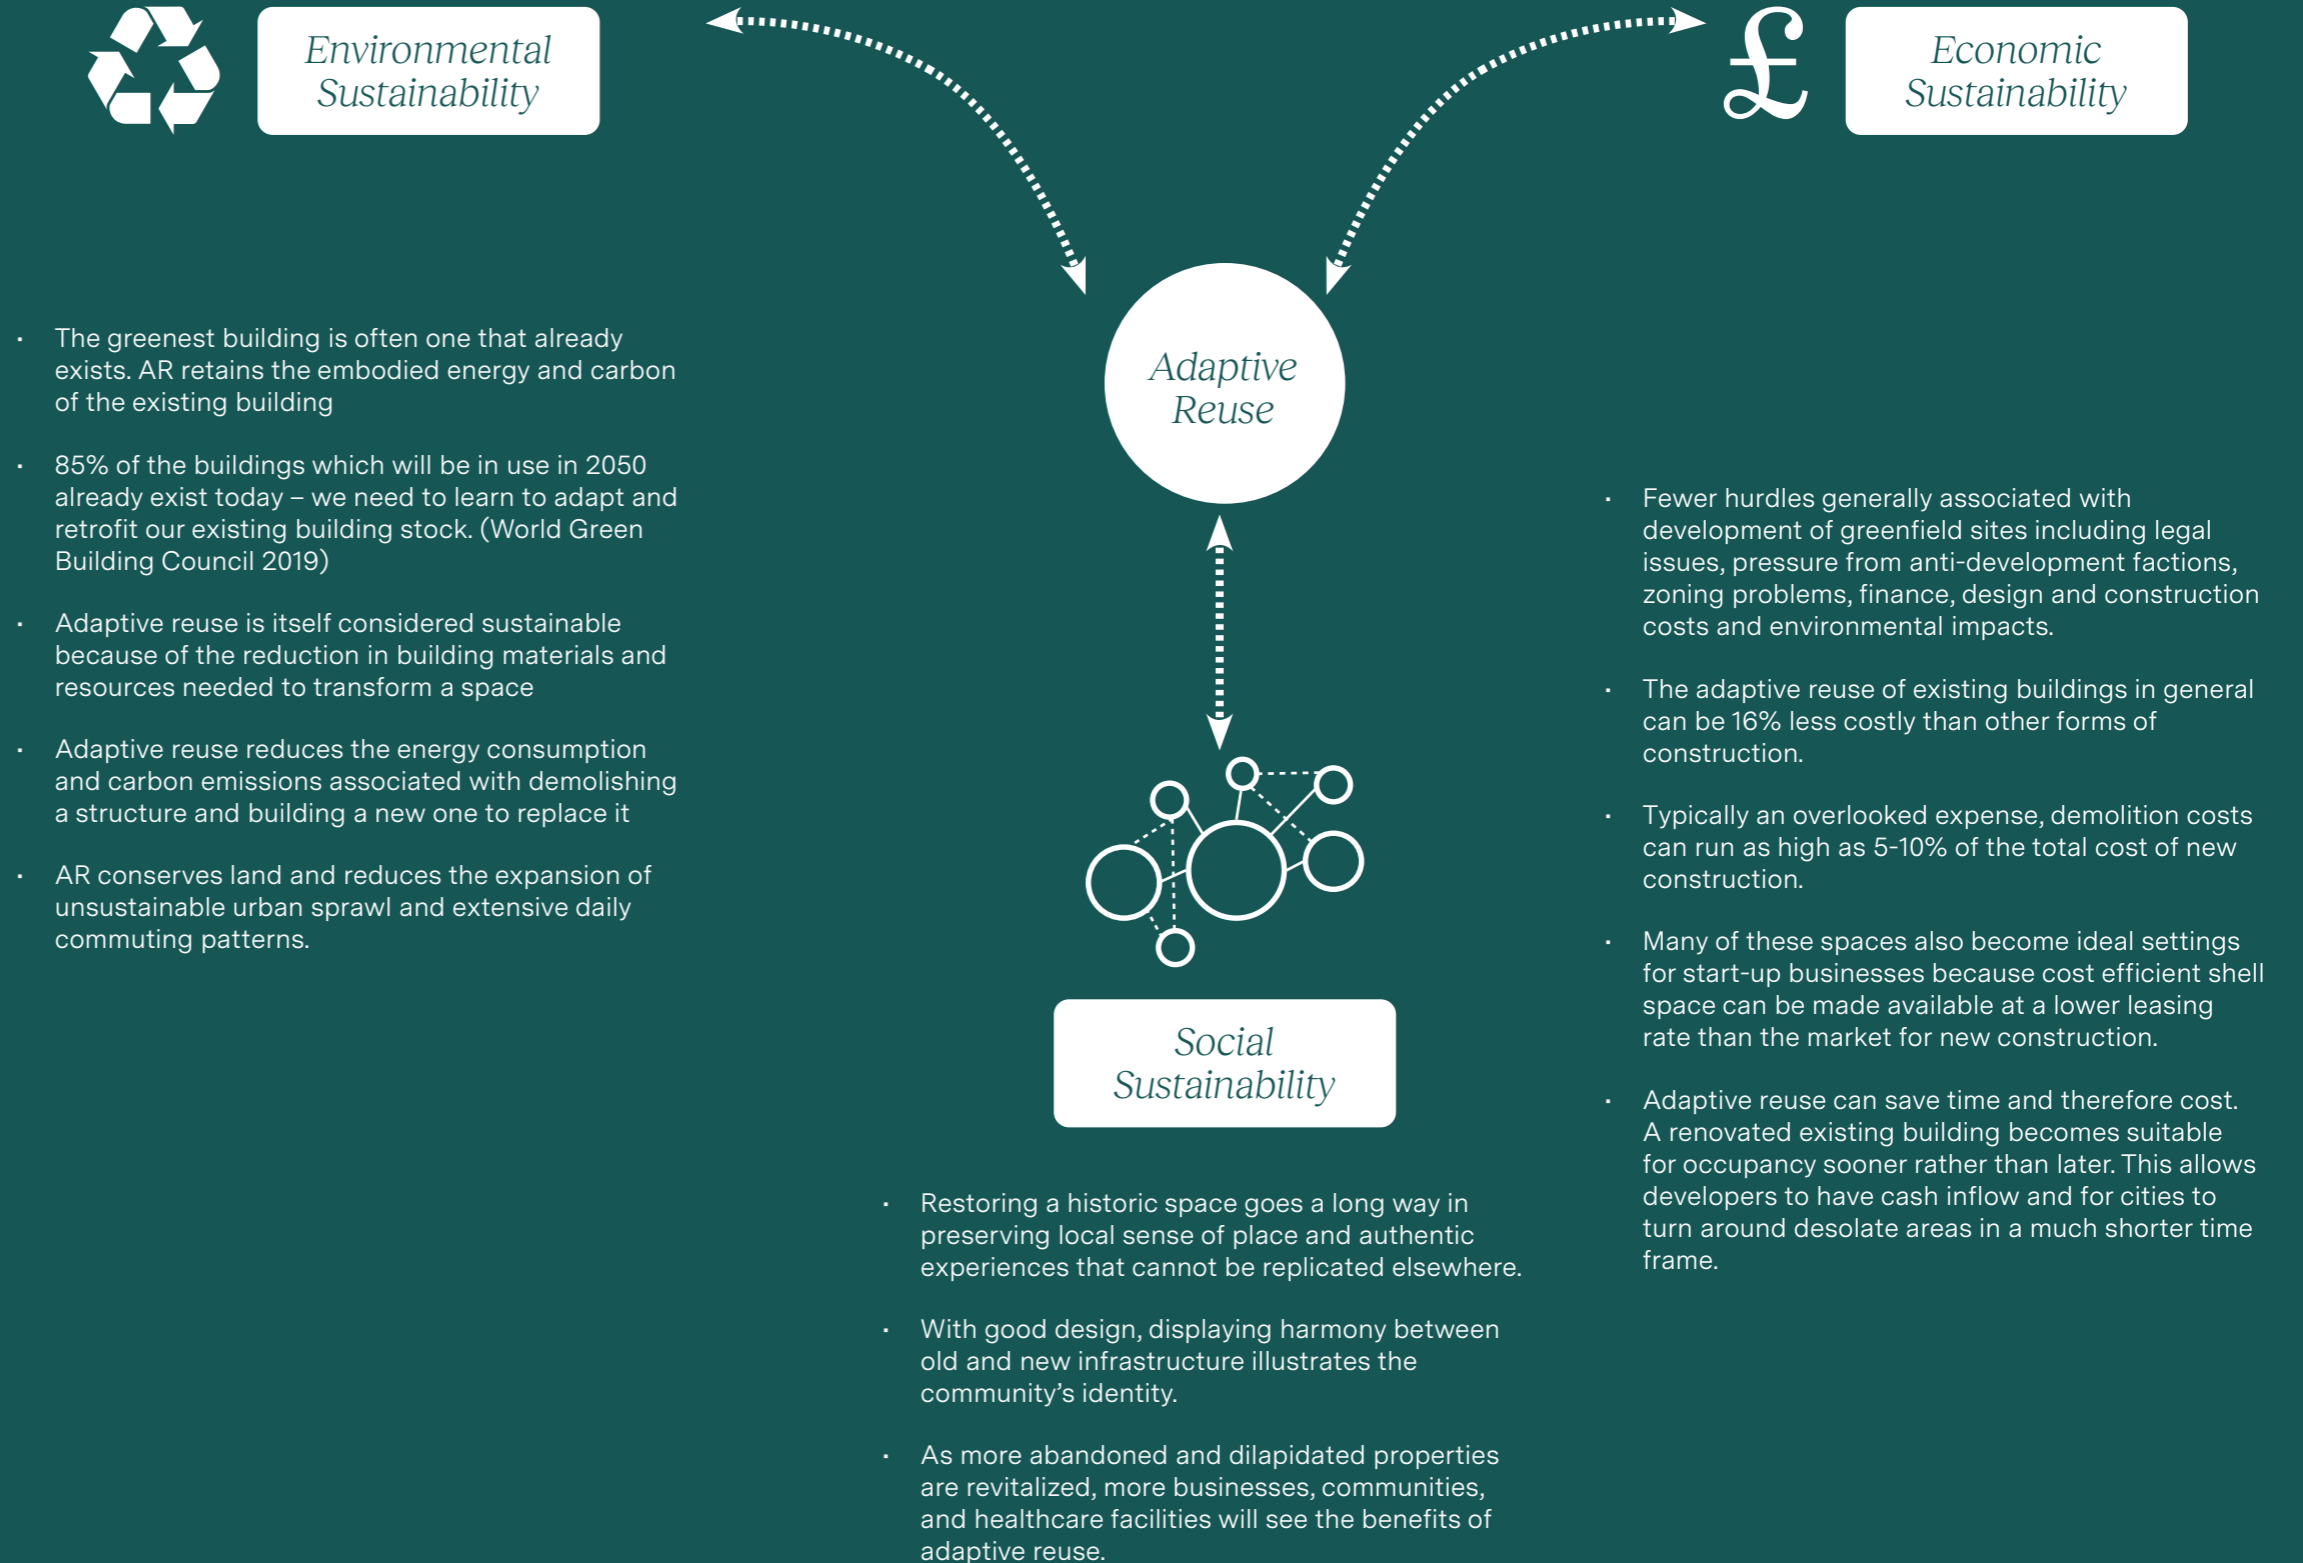 Environmental
Sustainability
£
Economic
Sustainability
Adaptive
Reuse
· The greenest building is often one that already
exists. AR retains the embodied energy and carbon
of the existing building
· 85% of the buildings which will be in use in 2050
already exist today – we need to learn to adapt and
retrofit our existing building stock. (World Green
Building Council 2019)
· Adaptive reuse is itself considered sustainable
because of the reduction in building materials and
resources needed to transform a space
· Adaptive reuse reduces the energy consumption
and carbon emissions associated with demolishing
a structure and building a new one to replace it
· AR conserves land and reduces the expansion of
unsustainable urban sprawl and extensive daily
commuting patterns.
Social
Sustainability
· Restoring a historic space goes a long way in
preserving local sense of place and authentic
experiences that cannot be replicated elsewhere.
· With good design, displaying harmony between
old and new infrastructure illustrates the
community’s identity.
· As more abandoned and dilapidated properties
are revitalized, more businesses, communities,
and healthcare facilities will see the benefits of
adaptive reuse.
· Fewer hurdles generally associated with
development of greenfield sites including legal
issues, pressure from anti-development factions,
zoning problems, finance, design and construction
costs and environmental impacts.
· The adaptive reuse of existing buildings in general
can be 16% less costly than other forms of
construction.
· Typically an overlooked expense, demolition costs
can run as high as 5-10% of the total cost of new
construction.
· Many of these spaces also become ideal settings
for start-up businesses because cost efficient shell
space can be made available at a lower leasing
rate than the market for new construction.
· Adaptive reuse can save time and therefore cost.
A renovated existing building becomes suitable
for occupancy sooner rather than later. This allows
developers to have cash inflow and for cities to
turn around desolate areas in a much shorter time
frame.